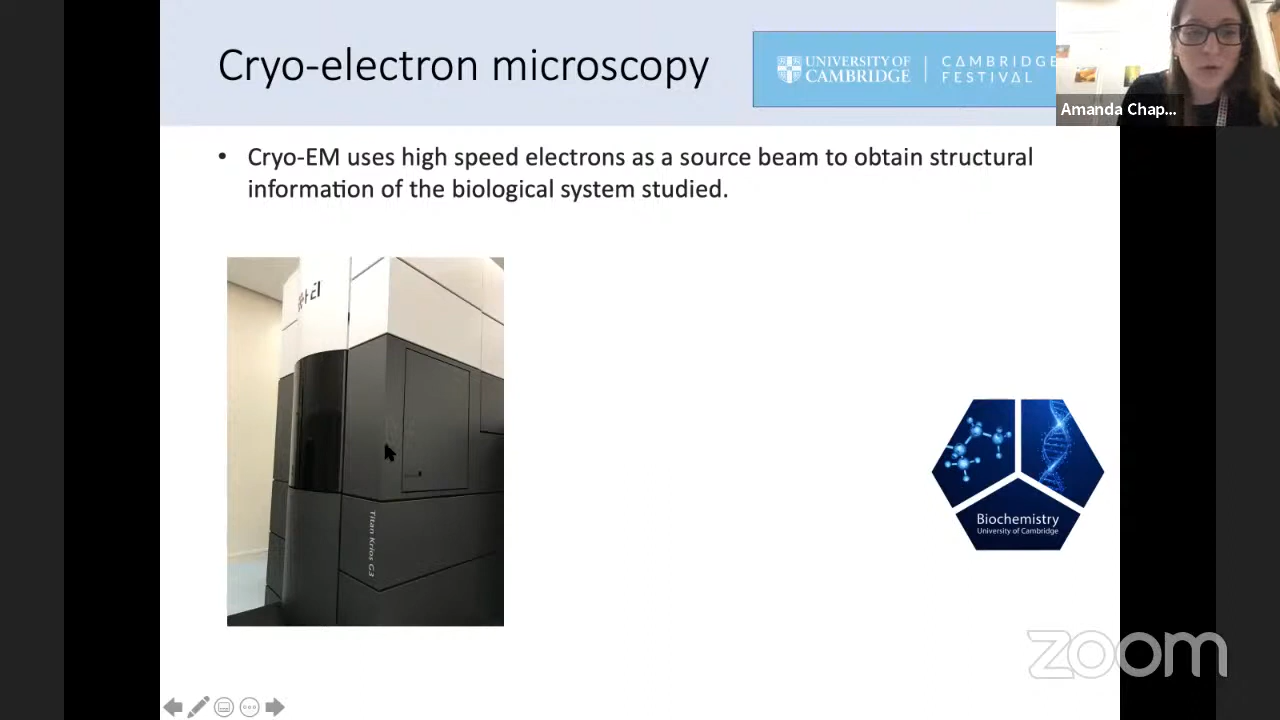 Cryo-electron microscopy
UNIVERSITY OF
CAMBRIDGE
CAMBRIDGE
FESTIVAL
Amanda Chap...
• Cryo-EM uses high speed electrons as a source beam to obtain structural
information of the biological system studied.
Titan Krios G3
Biochemistry
University of Cambridge
zoom